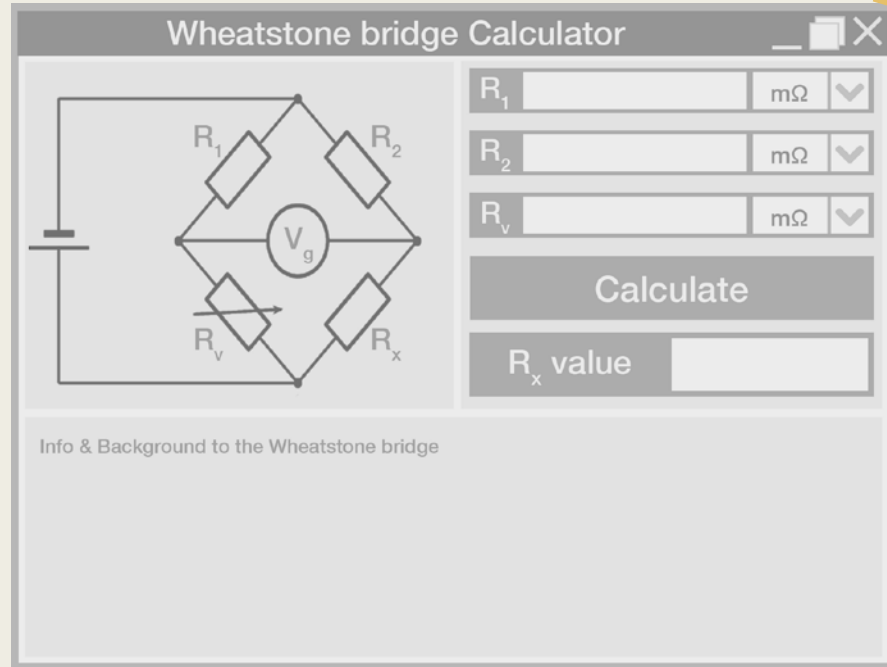 Wheatstone bridge Calculator
R1
R2
Vg
Rv
Rx
R1
mΩ
R2
mΩ
Rv
mΩ
Calculate
Rx value
Info & Background to the Wheatstone bridge